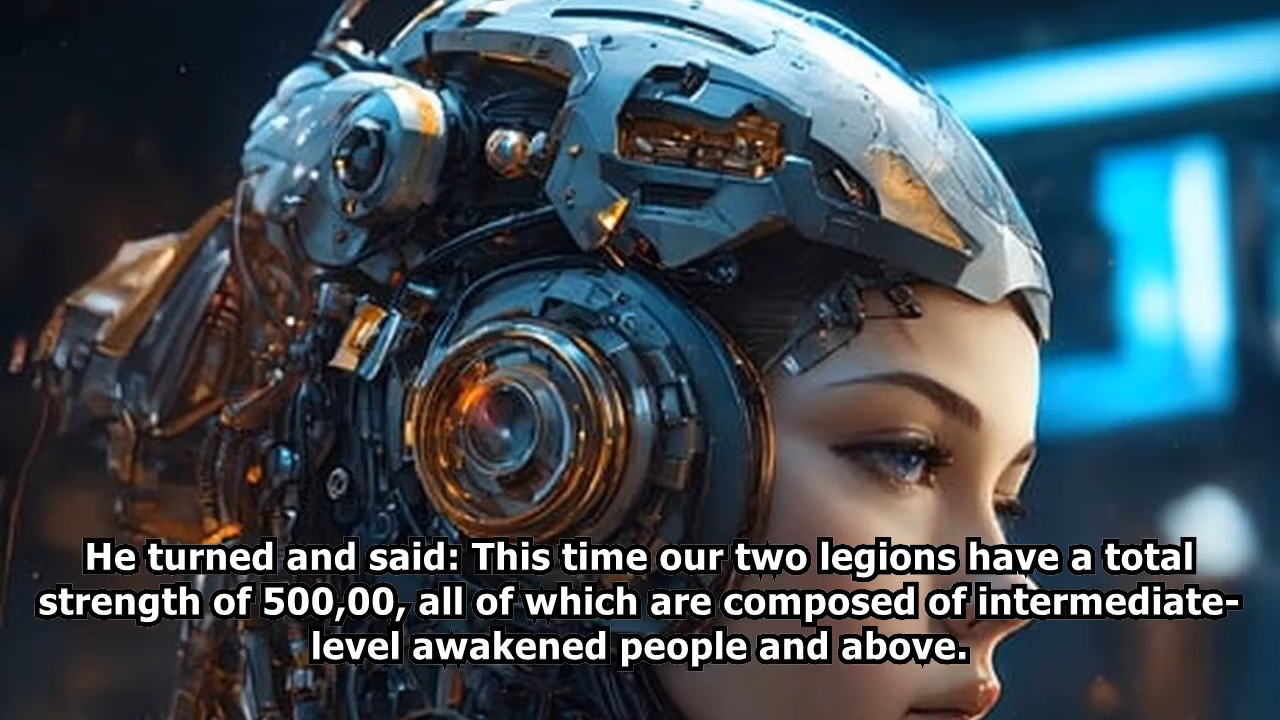 He turned and said: This time our two legions have a total
strength of 500,00, all of which are composed of intermediate-
level awakened people and above.